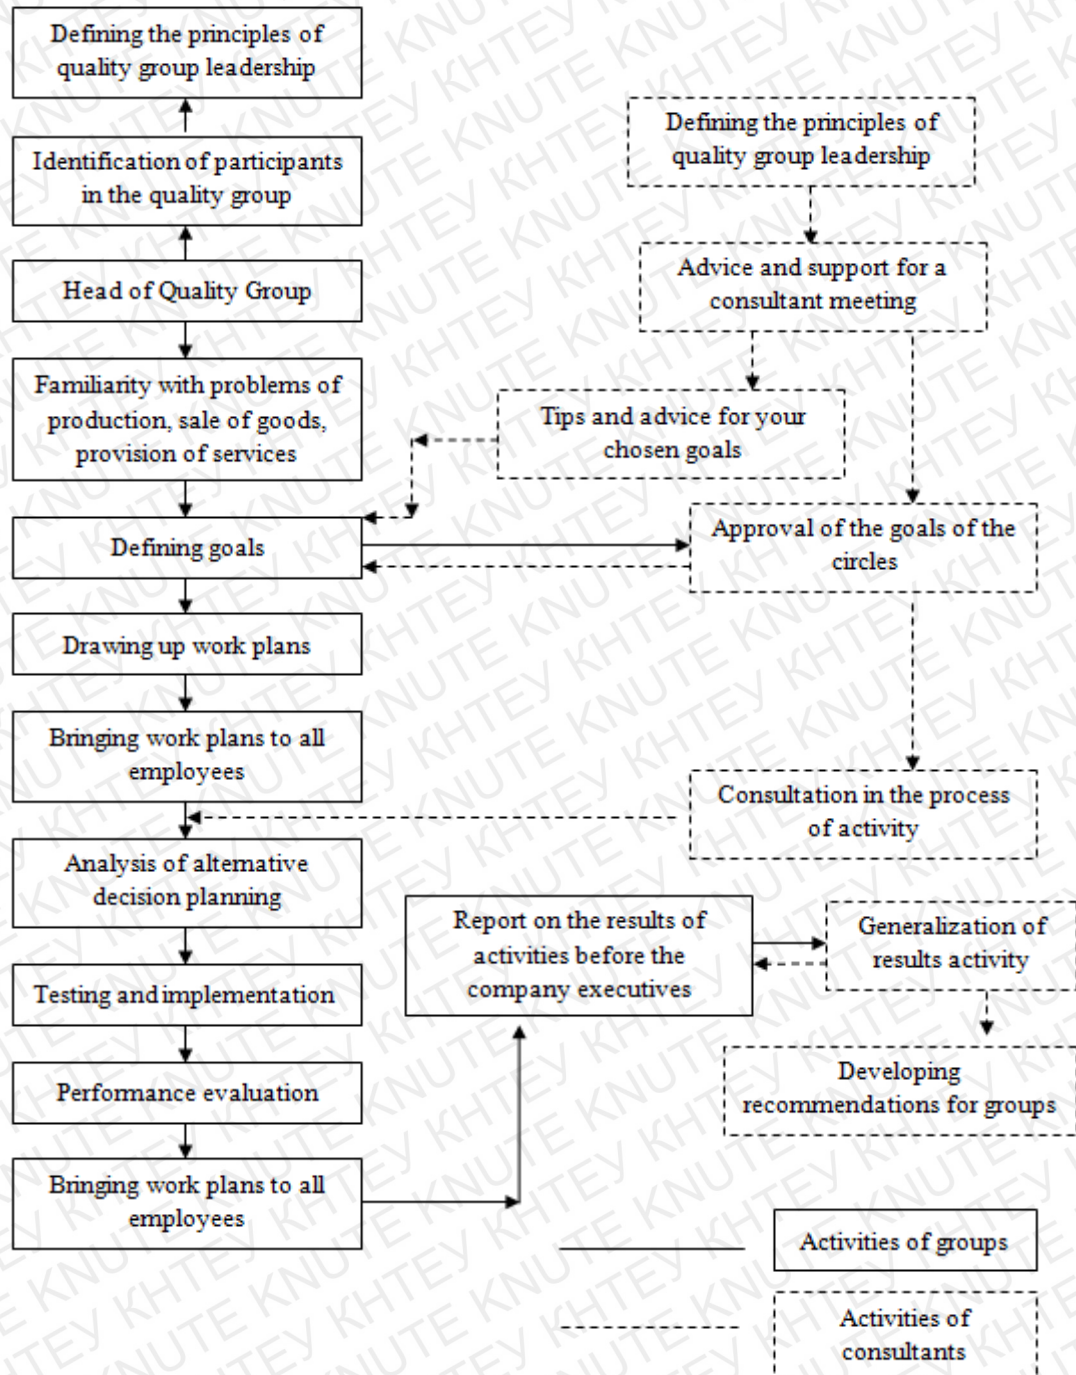 Defining the principles of
quality group leadership
Identification of participants
in the quality group
Head of Quality Group
Familiarity with problems of
production, sale of goods,
provision of services
Defining goals
Drawing up work plans
Bringing work plans to all
employees
Analysis of alternative
decision planning
Testing and implementation
Performance evaluation
Bringing work plans to all
employees
Defining the principles of
quality group leadership
Advice and support for a
consultant meeting
Tips and advice for your
chosen goals
Approval of the goals of the
circles
Consultation in the process
of activity
Report on the results of
activities before the
company executives
Generalization of
results activity
Developing
recommendations for groups
Activities of groups
Activities of
consultants
KNUTE КНТЕУ